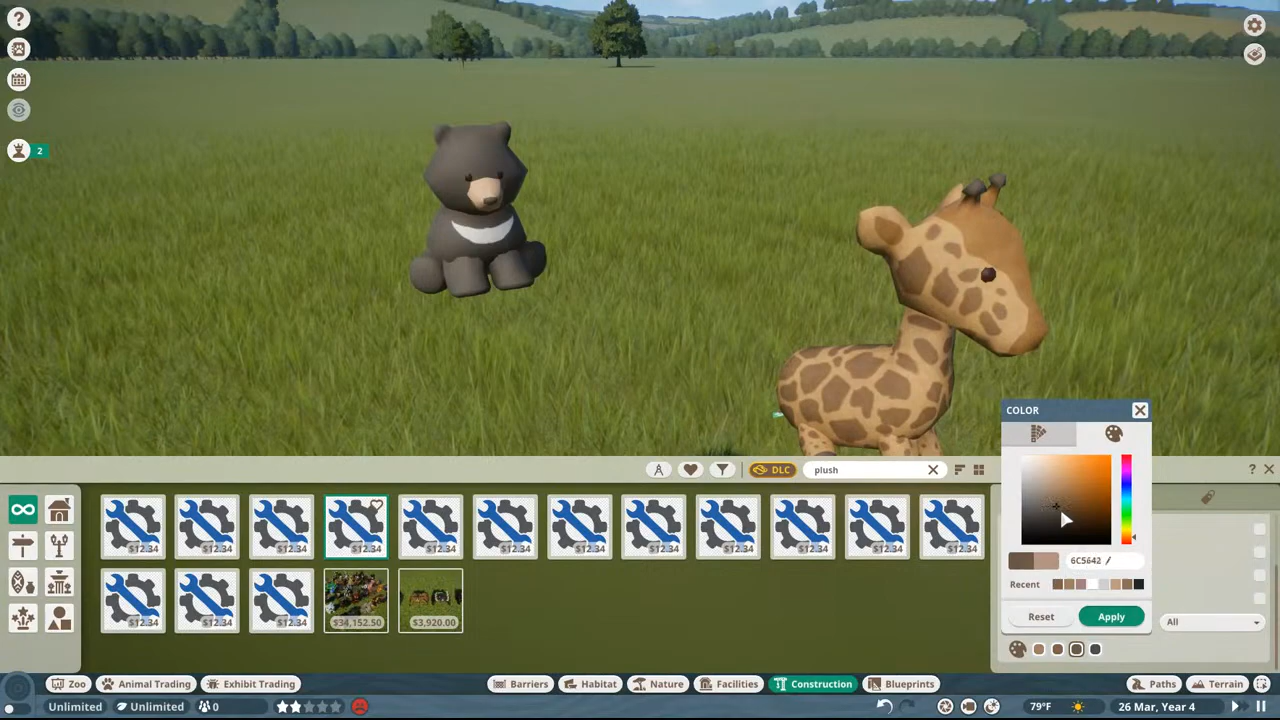 ?
2
COLOR
A
DLC
plush
?
$12.34
$12.34
$12.34
$12.34
$12.34
$12.34
$12.34
$12.34
$12.34
$12.34
$12.34
$12.34
6C5642 /
Recent
$12.34
$12.34
$12.34
$34,152.50
$3,920.00
Reset
Apply
All
Zoo
Animal Trading
Exhibit Trading
Barriers
Habitat
Nature
Facilities
Construction
Blueprints
Paths
Terrain
Unlimited
Unlimited
0
79°F
26 Mar, Year 4